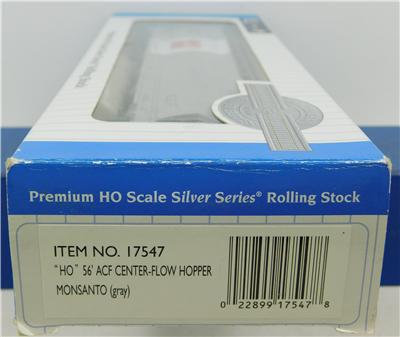 Premium HO Scale Silver Series® Rolling Stock
ITEM NO. 17547
"HO" 56' ACF CENTER-FLOW HOPPER
MONSANTO (gray)
0 22899 17547 8